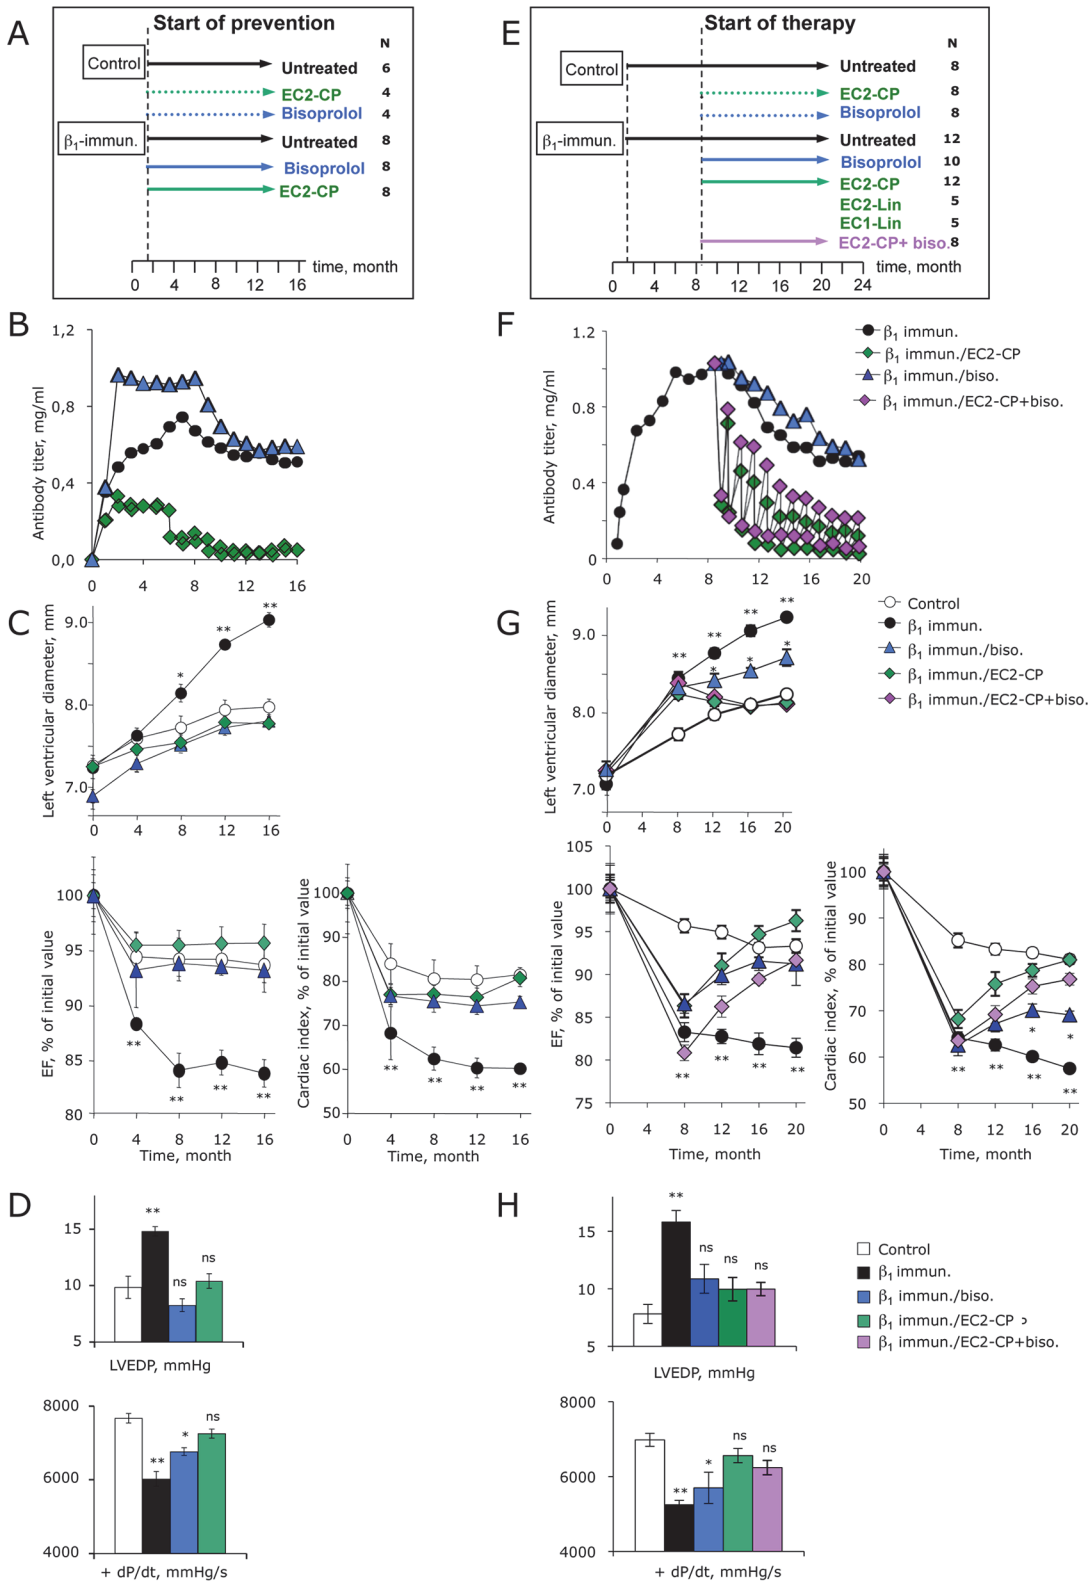 A
Start of prevention
N
Control
Untreated 6
EC2-CP 4
Bisoprolol 4
β1-immun.
Untreated 8
Bisoprolol 8
EC2-CP 8
time, month
0 4 8 12 16
E
Start of therapy
N
Control
Untreated 8
EC2-CP 8
Bisoprolol 8
β1-immun.
Untreated 12
Bisoprolol 10
EC2-CP 12
EC2-Lin 5
EC1-Lin 5
EC2-CP+ biso. 8
time, month
0 4 8 12 16 20 24
B
Antibody titer, mg/ml
1,2
0,8
0,4
0,0
0 4 8 12 16
F
Antibody titer, mg/ml
1.2
0.8
0.4
0
0 4 8 12 16 20
β1 immun.
β1 immun./EC2-CP
β1 immun./biso.
β1 immun./EC2-CP+biso.
C
Left ventricular diameter, mm
9.0
8.0
7.0
*
**
**
0 4 8 12 16
EF, % of initial value
100
95
90
85
80
**
**
**
**
0 4 8 12 16
Time, month
Cardiac index, % of initial value
100
90
80
70
60
50
**
**
**
**
0 4 8 12 16
Time, month
G
Left ventricular diameter, mm
9.0
8.0
7.0
**
**
**
**
*
*
*
0 4 8 12 16 20
Control
β1 immun.
β1 immun./biso.
β1 immun./EC2-CP
β1 immun./EC2-CP+biso.
EF, % of initial value
105
100
95
90
85
80
75
**
**
**
**
0 4 8 12 16 20
Time, month
Cardiac index, % of initial value
100
90
80
70
60
50
**
**
*
**
*
**
0 4 8 12 16 20
Time, month
D
15
10
5
**
ns
ns
LVEDP, mmHg
8000
6000
4000
**
*
ns
+ dP/dt, mmHg/s
H
15
10
5
**
ns
ns
ns
LVEDP, mmHg
Control
β1 immun.
β1 immun./biso.
β1 immun./EC2-CP
β1 immun./EC2-CP+biso.
8000
6000
4000
**
*
ns
ns
+ dP/dt, mmHg/s